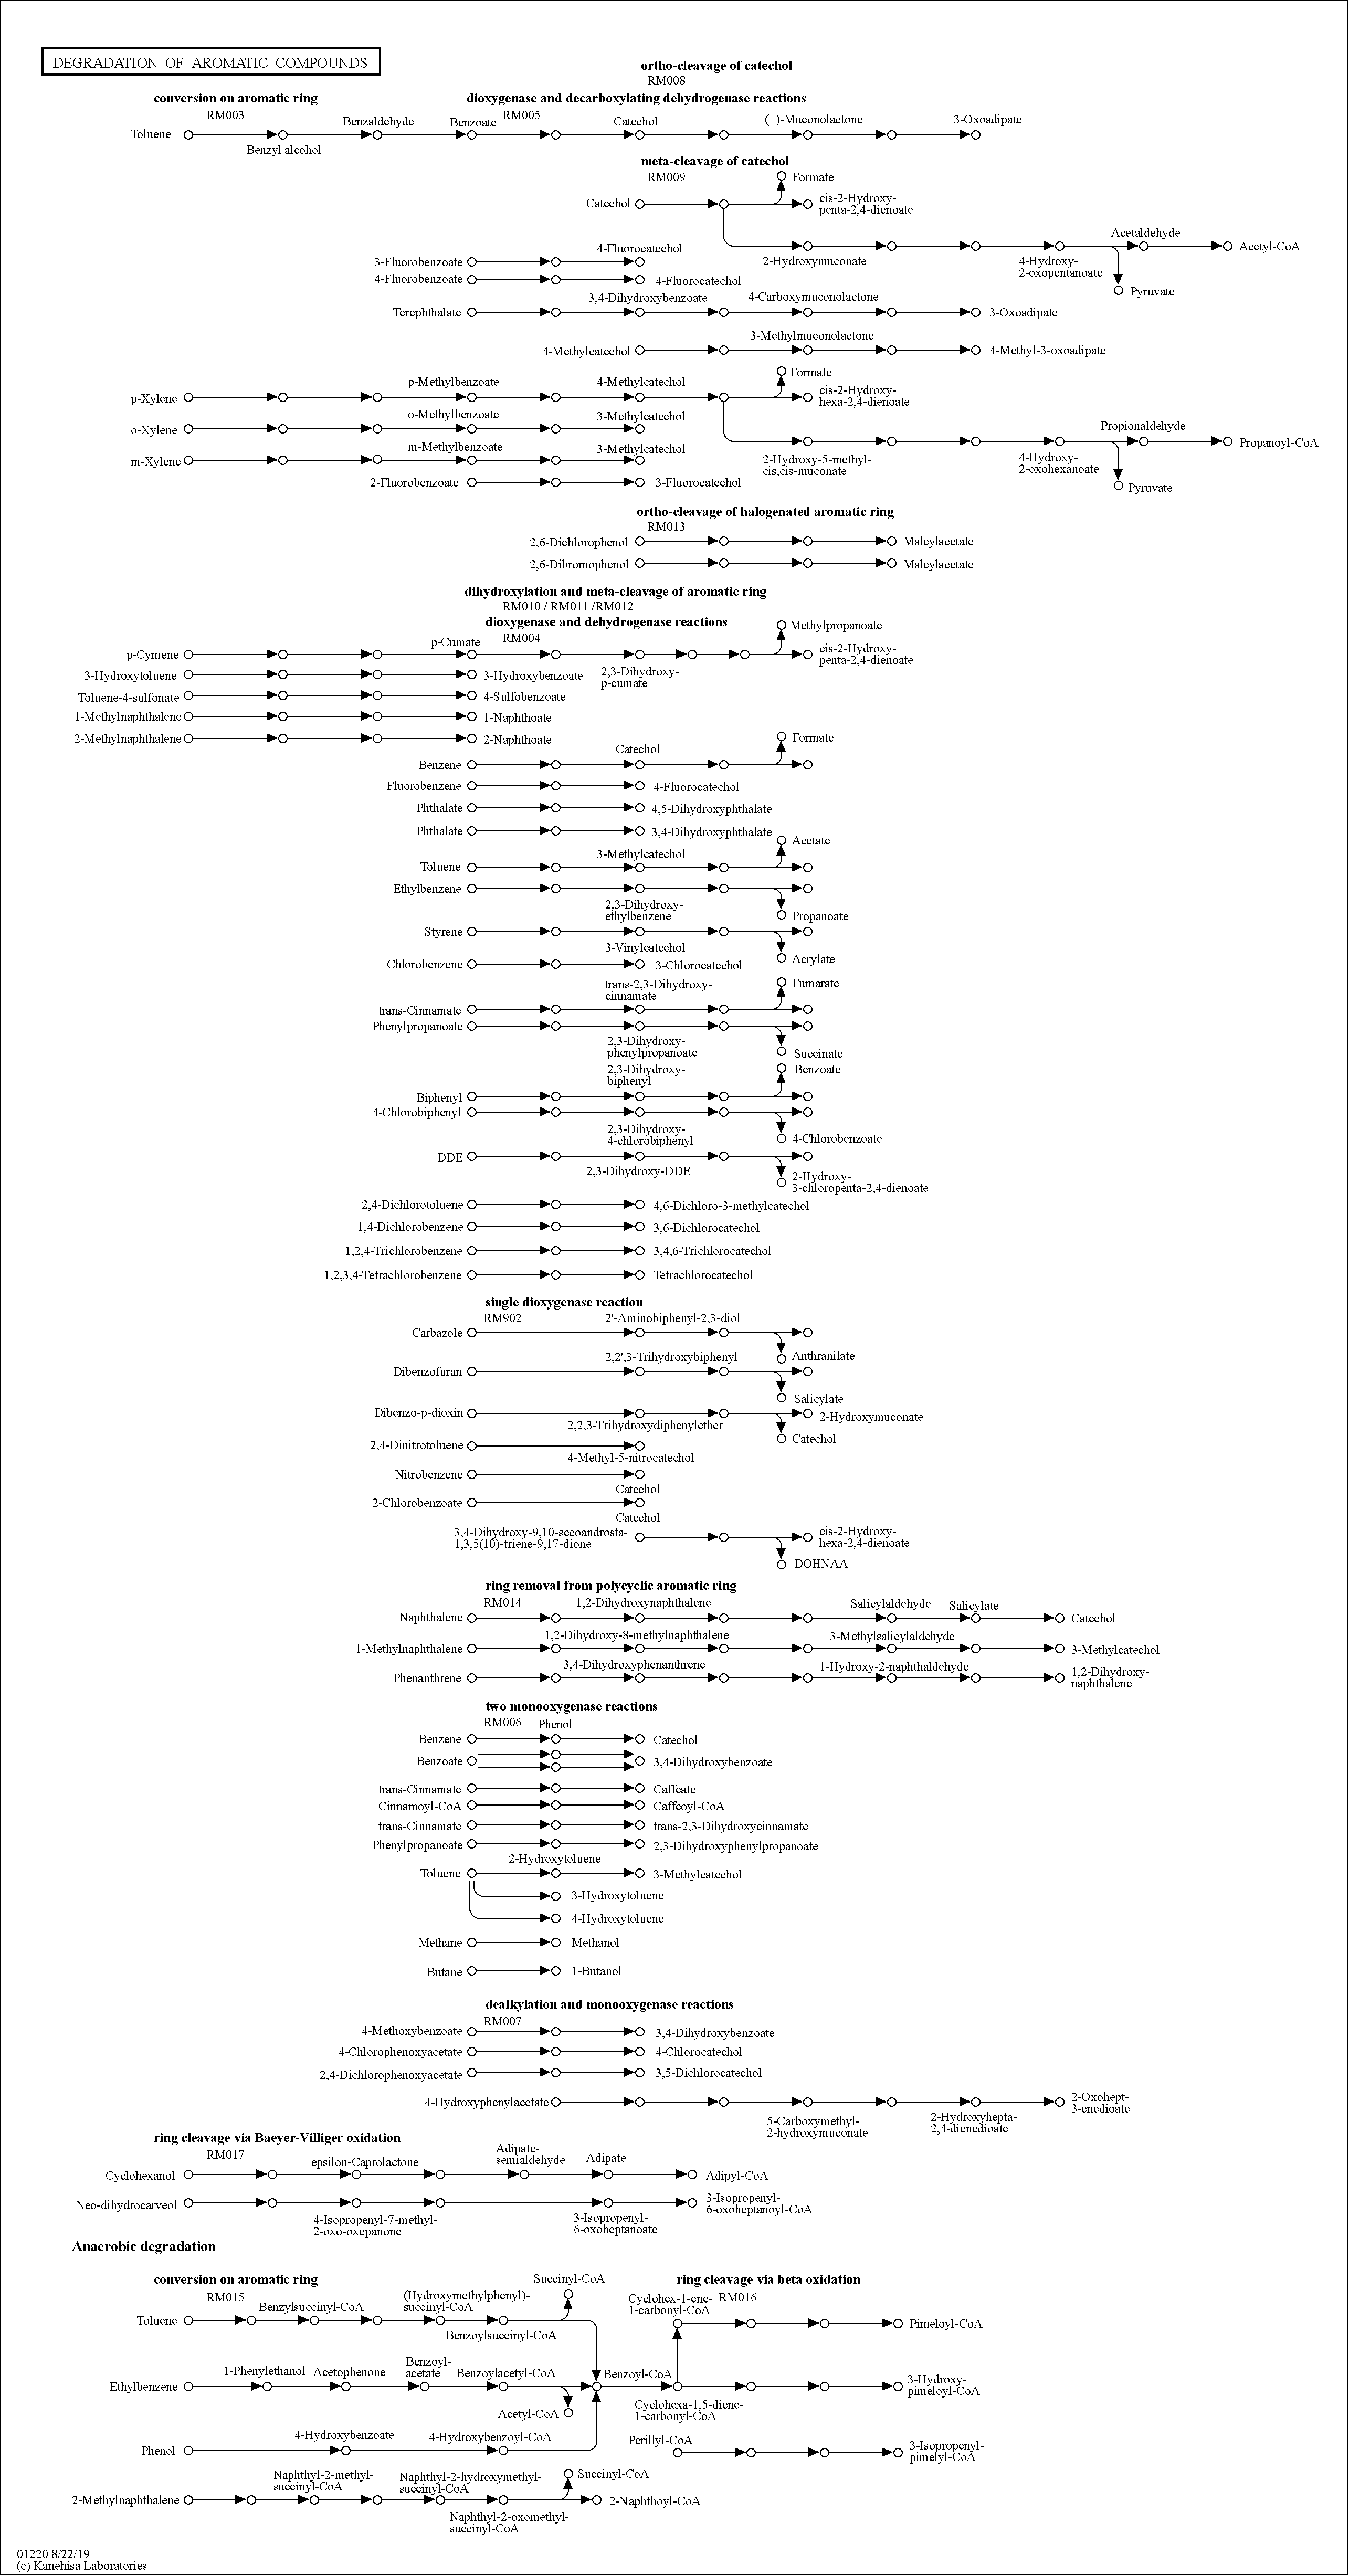 DEGRADATION OF AROMATIC COMPOUNDS
ortho-cleavage of catechol
RM008
conversion on aromatic ring
dioxygenase and decarboxylating dehydrogenase reactions
RM003
Benzaldehyde
Benzoate
RM005
Catechol
(+)-Muconolactone
3-Oxoadipate
Toluene
Benzyl alcohol
meta-cleavage of catechol
RM009
Formate
Catechol
cis-2-Hydroxy-
penta-2,4-dienoate
Acetaldehyde
Acetyl-CoA
4-Fluorocatechol
3-Fluorobenzoate
2-Hydroxymuconate
4-Hydroxy-
2-oxopentanoate
4-Fluorobenzoate
4-Fluorocatechol
Pyruvate
3,4-Dihydroxybenzoate
4-Carboxymuconolactone
Terephthalate
3-Oxoadipate
3-Methylmuconolactone
4-Methylcatechol
4-Methyl-3-oxoadipate
Formate
p-Methylbenzoate
4-Methylcatechol
p-Xylene
cis-2-Hydroxy-
hexa-2,4-dienoate
o-Methylbenzoate
3-Methylcatechol
o-Xylene
Propionaldehyde
Propanoyl-CoA
m-Methylbenzoate
3-Methylcatechol
m-Xylene
2-Hydroxy-5-methyl-
cis,cis-muconate
4-Hydroxy-
2-oxohexanoate
2-Fluorobenzoate
3-Fluorocatechol
Pyruvate
ortho-cleavage of halogenated aromatic ring
RM013
2,6-Dichlorophenol
Maleylacetate
2,6-Dibromophenol
Maleylacetate
dihydroxylation and meta-cleavage of aromatic ring
RM010 / RM011 /RM012
dioxygenase and dehydrogenase reactions
Methylpropanoate
p-Cumate
RM004
p-Cymene
cis-2-Hydroxy-
penta-2,4-dienoate
3-Hydroxytoluene
3-Hydroxybenzoate
2,3-Dihydroxy-
p-cumate
Toluene-4-sulfonate
4-Sulfobenzoate
1-Methylnaphthalene
1-Naphthoate
2-Methylnaphthalene
2-Naphthoate
Formate
Catechol
Benzene
Fluorobenzene
4-Fluorocatechol
Phthalate
4,5-Dihydroxyphthalate
Phthalate
3,4-Dihydroxyphthalate
Acetate
3-Methylcatechol
Toluene
Ethylbenzene
2,3-Dihydroxy-
ethylbenzene
Propanoate
Styrene
3-Vinylcatechol
Acrylate
Chlorobenzene
3-Chlorocatechol
trans-2,3-Dihydroxy-
cinnamate
Fumarate
trans-Cinnamate
Phenylpropanoate
2,3-Dihydroxy-
phenylpropanoate
Succinate
2,3-Dihydroxy-
biphenyl
Benzoate
Biphenyl
4-Chlorobiphenyl
2,3-Dihydroxy-
4-chlorobiphenyl
4-Chlorobenzoate
DDE
2,3-Dihydroxy-DDE
2-Hydroxy-
3-chloropenta-2,4-dienoate
2,4-Dichlorotoluene
4,6-Dichloro-3-methylcatechol
1,4-Dichlorobenzene
3,6-Dichlorocatechol
1,2,4-Trichlorobenzene
3,4,6-Trichlorocatechol
1,2,3,4-Tetrachlorobenzene
Tetrachlorocatechol
single dioxygenase reaction
RM902
2'-Aminobiphenyl-2,3-diol
Carbazole
Anthranilate
2,2',3-Trihydroxybiphenyl
Dibenzofuran
Salicylate
Dibenzo-p-dioxin
2-Hydroxymuconate
2,2,3-Trihydroxydiphenylether
Catechol
2,4-Dinitrotoluene
4-Methyl-5-nitrocatechol
Nitrobenzene
Catechol
2-Chlorobenzoate
Catechol
3,4-Dihydroxy-9,10-secoandrosta-
1,3,5(10)-triene-9,17-dione
cis-2-Hydroxy-
hexa-2,4-dienoate
DOHNAA
ring removal from polycyclic aromatic ring
RM014
1,2-Dihydroxynaphthalene
Salicylaldehyde
Salicylate
Naphthalene
Catechol
1,2-Dihydroxy-8-methylnaphthalene
3-Methylsalicylaldehyde
1-Methylnaphthalene
3-Methylcatechol
3,4-Dihydroxyphenanthrene
1-Hydroxy-2-naphthaldehyde
Phenanthrene
1,2-Dihydroxy-
naphthalene
two monooxygenase reactions
RM006
Phenol
Benzene
Catechol
Benzoate
3,4-Dihydroxybenzoate
trans-Cinnamate
Caffeate
Cinnamoyl-CoA
Caffeoyl-CoA
trans-Cinnamate
trans-2,3-Dihydroxycinnamate
Phenylpropanoate
2,3-Dihydroxyphenylpropanoate
2-Hydroxytoluene
Toluene
3-Methylcatechol
3-Hydroxytoluene
4-Hydroxytoluene
Methane
Methanol
Butane
1-Butanol
dealkylation and monooxygenase reactions
RM007
4-Methoxybenzoate
3,4-Dihydroxybenzoate
4-Chlorophenoxyacetate
4-Chlorocatechol
2,4-Dichlorophenoxyacetate
3,5-Dichlorocatechol
4-Hydroxyphenylacetate
2-Oxohept-
3-enedioate
5-Carboxymethyl-
2-hydroxymuconate
2-Hydroxyhepta-
2,4-dienedioate
ring cleavage via Baeyer-Villiger oxidation
RM017
epsilon-Caprolactone
Adipate-
semialdehyde
Adipate
Cyclohexanol
Adipyl-CoA
Neo-dihydrocarveol
3-Isopropenyl-
6-oxoheptanoyl-CoA
4-Isopropenyl-7-methyl-
2-oxo-oxepanone
3-Isopropenyl-
6-oxoheptanoate
Anaerobic degradation
conversion on aromatic ring
Succinyl-CoA
ring cleavage via beta oxidation
RM015
Benzylsuccinyl-CoA
(Hydroxymethylphenyl)-
succinyl-CoA
Cyclohex-1-ene-
1-carbonyl-CoA
RM016
Toluene
Benzoylsuccinyl-CoA
Pimeloyl-CoA
1-Phenylethanol
Acetophenone
Benzoyl-
acetate
Benzoylacetyl-CoA
Benzoyl-CoA
Ethylbenzene
3-Hydroxy-
pimeloyl-CoA
Acetyl-CoA
Cyclohexa-1,5-diene-
1-carbonyl-CoA
4-Hydroxybenzoate
4-Hydroxybenzoyl-CoA
Perillyl-CoA
Phenol
3-Isopropenyl-
pimelyl-CoA
Naphthyl-2-methyl-
succinyl-CoA
Naphthyl-2-hydroxymethyl-
succinyl-CoA
Succinyl-CoA
2-Methylnaphthalene
2-Naphthoyl-CoA
Naphthyl-2-oxomethyl-
succinyl-CoA
01220 8/22/19
(c) Kanehisa Laboratories